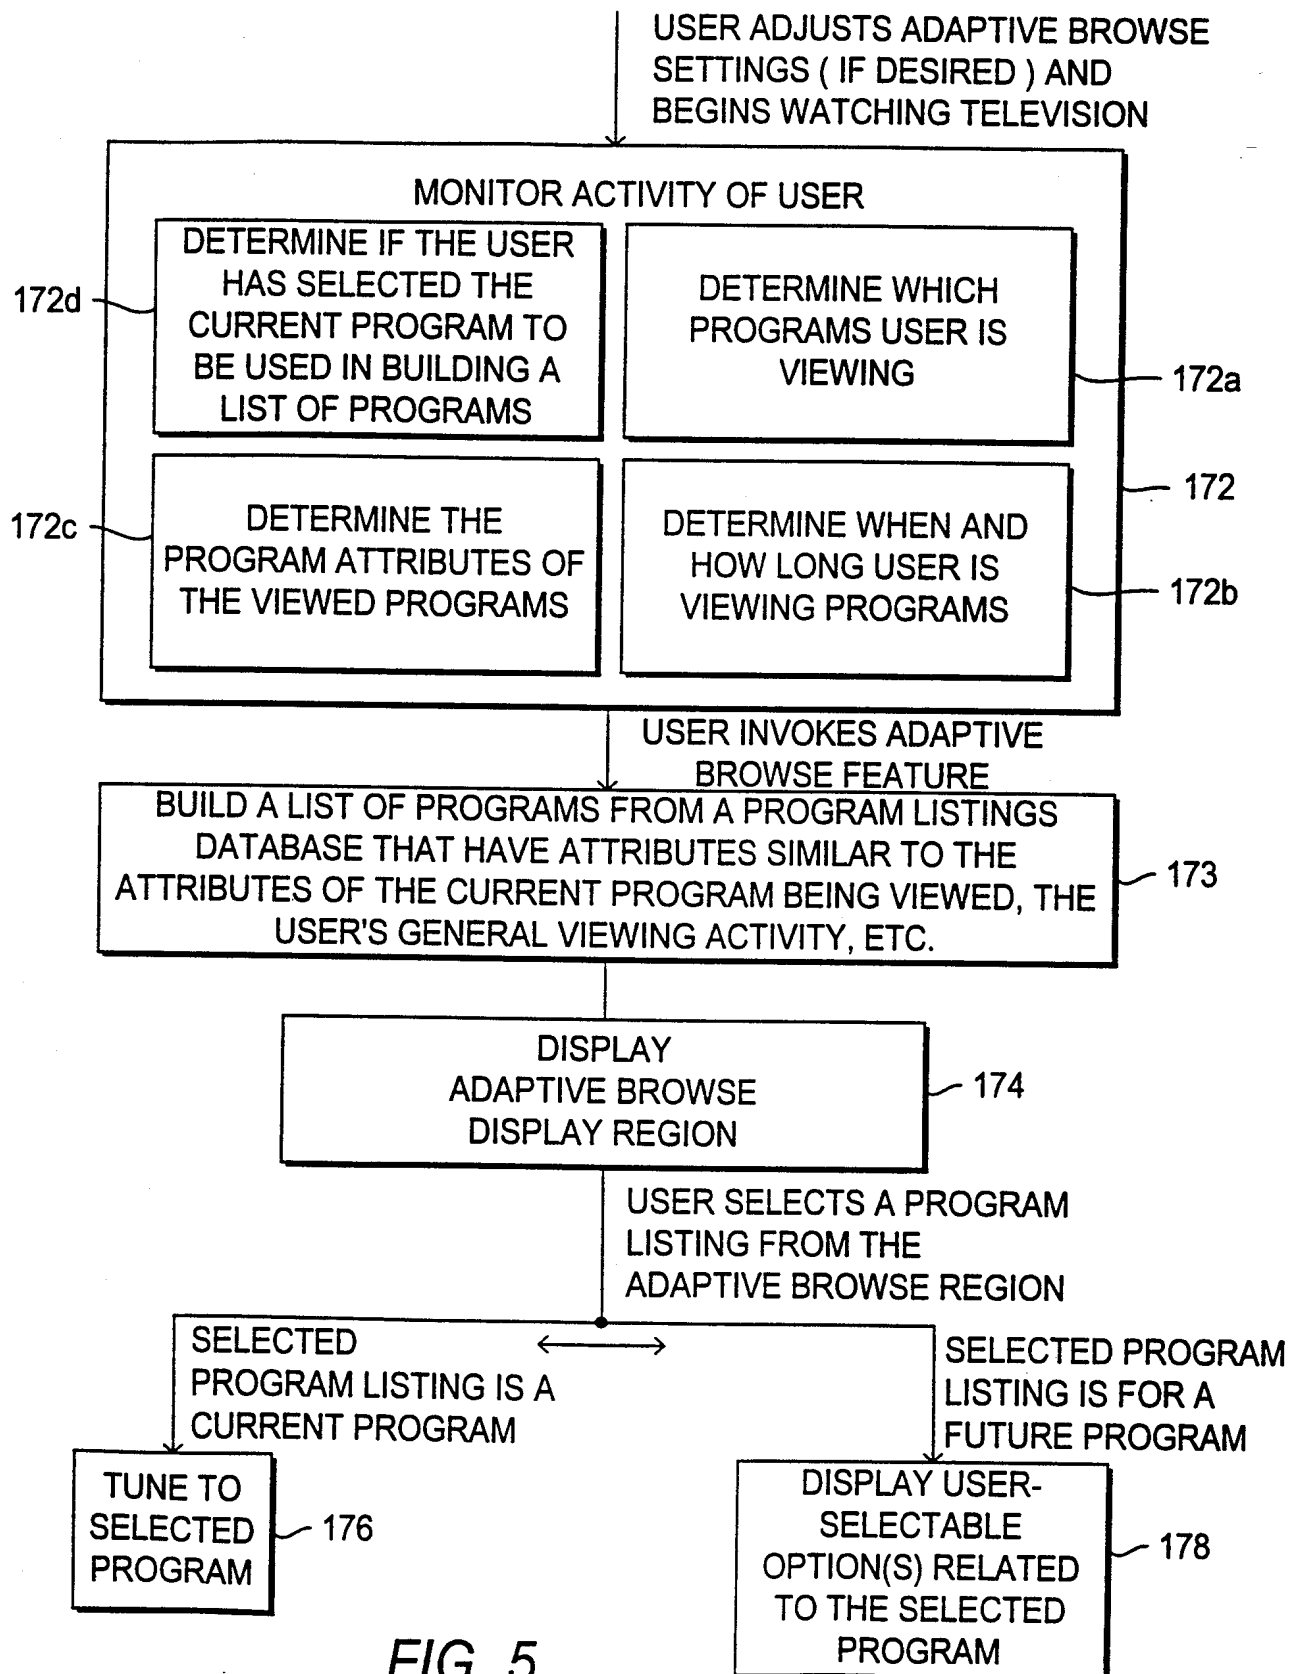 USER ADJUSTS ADAPTIVE BROWSE
SETTINGS ( IF DESIRED ) AND
BEGINS WATCHING TELEVISION
MONITOR ACTIVITY OF USER
DETERMINE IF THE USER
HAS SELECTED THE
CURRENT PROGRAM TO
BE USED IN BUILDING A
LIST OF PROGRAMS
172d
DETERMINE WHICH
PROGRAMS USER IS
VIEWING
172a
172
DETERMINE THE
PROGRAM ATTRIBUTES OF
THE VIEWED PROGRAMS
172c
DETERMINE WHEN AND
HOW LONG USER IS
VIEWING PROGRAMS
172b
USER INVOKES ADAPTIVE
BROWSE FEATURE
BUILD A LIST OF PROGRAMS FROM A PROGRAM LISTINGS
DATABASE THAT HAVE ATTRIBUTES SIMILAR TO THE
ATTRIBUTES OF THE CURRENT PROGRAM BEING VIEWED, THE
USER'S GENERAL VIEWING ACTIVITY, ETC.
173
DISPLAY
ADAPTIVE BROWSE
DISPLAY REGION
174
USER SELECTS A PROGRAM
LISTING FROM THE
ADAPTIVE BROWSE REGION
SELECTED
PROGRAM LISTING IS A
CURRENT PROGRAM
SELECTED PROGRAM
LISTING IS FOR A
FUTURE PROGRAM
TUNE TO
SELECTED
PROGRAM
176
DISPLAY USER-
SELECTABLE
OPTION(S) RELATED
TO THE SELECTED
PROGRAM
178
FIG. 5